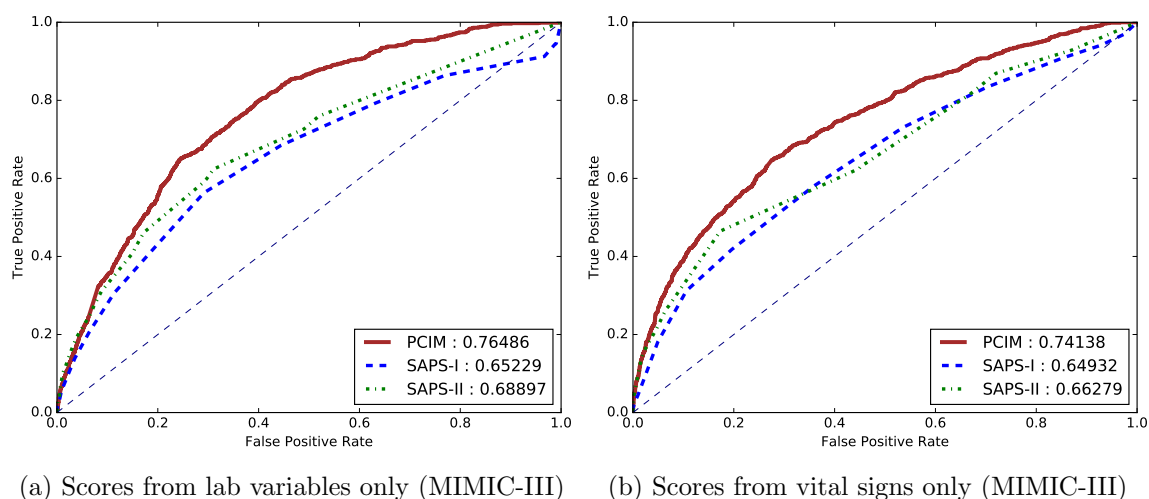 1.0
0.8
0.6
0.4
0.2
0.0
True Positive Rate
PCIM : 0.76486
SAPS-I : 0.65229
SAPS-II : 0.68897
0.0 0.2 0.4 0.6 0.8 1.0
False Positive Rate
(a) Scores from lab variables only (MIMIC-III)
1.0
0.8
0.6
0.4
0.2
0.0
True Positive Rate
PCIM : 0.74138
SAPS-I : 0.64932
SAPS-II : 0.66279
0.0 0.2 0.4 0.6 0.8 1.0
False Positive Rate
(b) Scores from vital signs only (MIMIC-III)